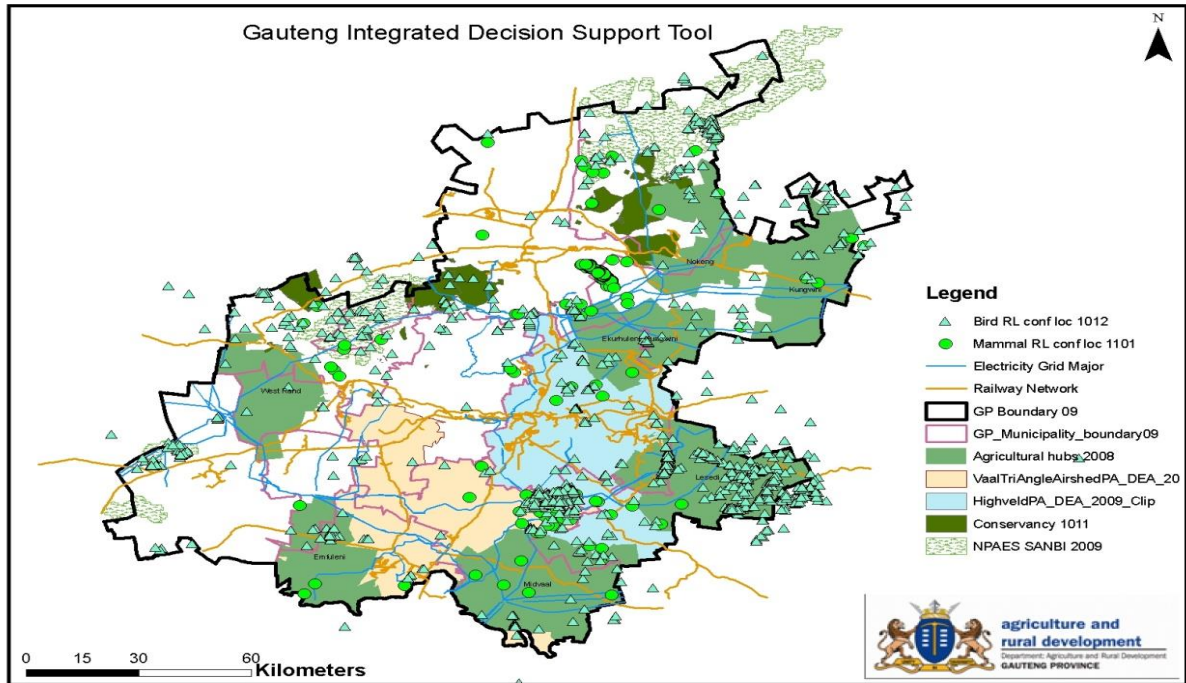 Gauteng Integrated Decision Support Tool
N
Nokeng
Kungwini
West Rand
Lesedi
Emfuleni
Midvaal
Legend
Bird RL conf loc 1012
Mammal RL conf loc 1101
Electricity Grid Major
Railway Network
GP Boundary 09
GP_Municipality_boundary09
Agricultural hubs 2008
VaalTriAngleAirshedPA_DEA_20
HighveldPA_DEA_2009_Clip
Conservancy 1011
NPAES SANBI 2009
0 15 30 60 Kilometers
agriculture and
rural development
Department: Agriculture and Rural Development
GAUTENG PROVINCE